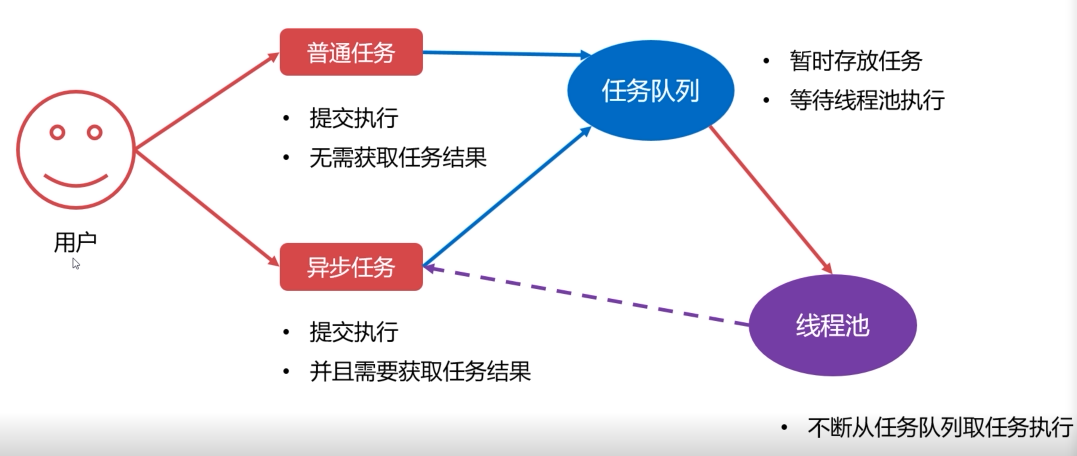 普通任务
任务队列
• 暂时存放任务
• 等待线程池执行
• 提交执行
• 无需获取任务结果
用户
异步任务
线程池
• 提交执行
• 并且需要获取任务结果
• 不断从任务队列取任务执行